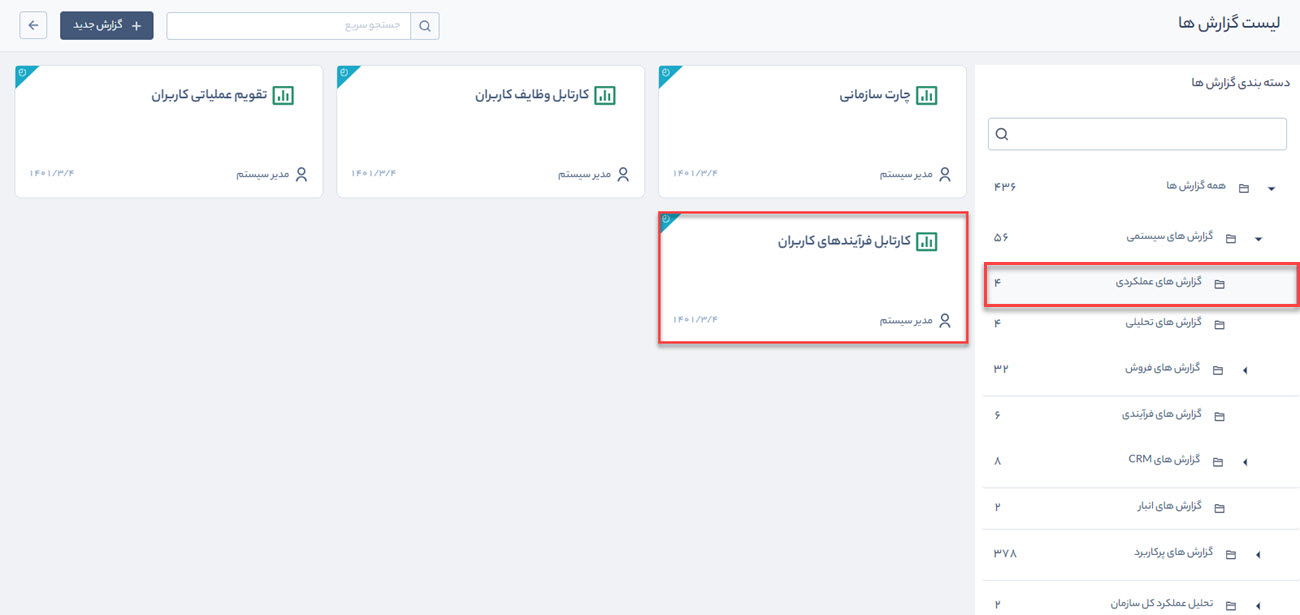 لیست گزارش ها
جستجو سریع
گزارش جدید
دسته بندی گزارش ها
همه گزارش ها
۴۳۶
گزارش های سیستمی
۵۶
گزارش های عملکردی
۴
گزارش های تحلیلی
۴
گزارش های فروش
۳۲
گزارش های فرآیندی
۶
گزارش های CRM
۸
گزارش های انبار
۲
گزارش های پرکاربرد
۳۷۸
تحلیل عملکرد کل سازمان
۲
چارت سازمانی
مدیر سیستم
۱۴۰۱/۳/۴
کارتابل وظایف کاربران
مدیر سیستم
۱۴۰۱/۳/۴
تقویم عملیاتی کاربران
مدیر سیستم
۱۴۰۱/۳/۴
کارتابل فرآیندهای کاربران
مدیر سیستم
۱۴۰۱/۳/۴